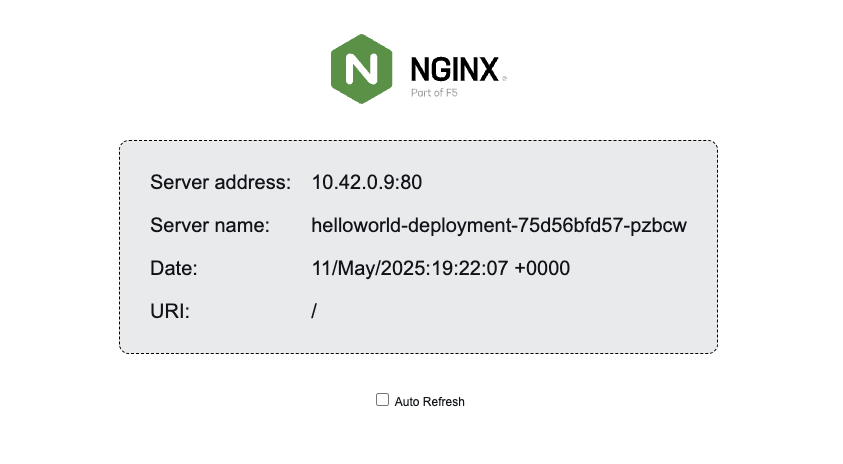 N NGINX
Part of F5
Server address: 10.42.0.9:80
Server name: helloworld-deployment-75d56bfd57-pzbcw
Date: 11/May/2025:19:22:07 +0000
URI: /
Auto Refresh